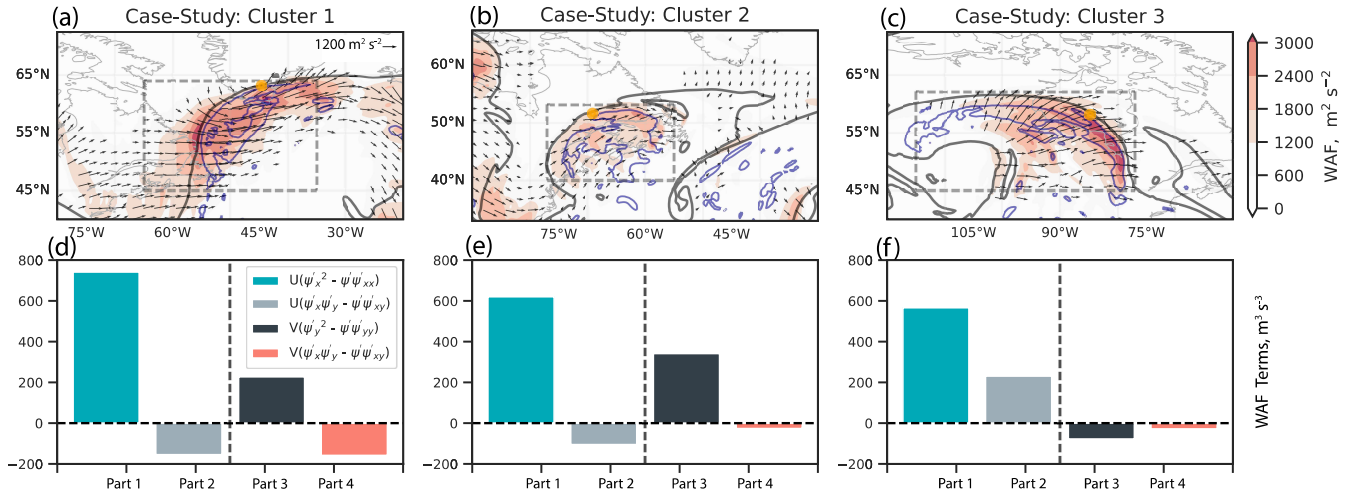 (a) Case-Study: Cluster 1
(b) Case-Study: Cluster 2
(c) Case-Study: Cluster 3
1200 m² s⁻²
65°N
55°N
45°N
75°W 60°W 45°W 30°W
60°N
50°N
40°N
75°W 60°W 45°W
65°N
55°N
45°N
105°W 90°W 75°W
3000
2400
1800
1200
600
0
WAF, m² s⁻²
(d)
800
600
400
200
0
−200
U(ψ′ₓ² - ψ′ψ′ₓₓ)
U(ψ′ₓψ′ᵧ - ψ′ψ′ₓᵧ)
V(ψ′ᵧ² - ψ′ψ′ᵧᵧ)
V(ψ′ₓψ′ᵧ - ψ′ψ′ₓᵧ)
Part 1 Part 2 Part 3 Part 4
(e)
800
600
400
200
0
−200
Part 1 Part 2 Part 3 Part 4
(f)
800
600
400
200
0
−200
Part 1 Part 2 Part 3 Part 4
WAF Terms, m³ s⁻³